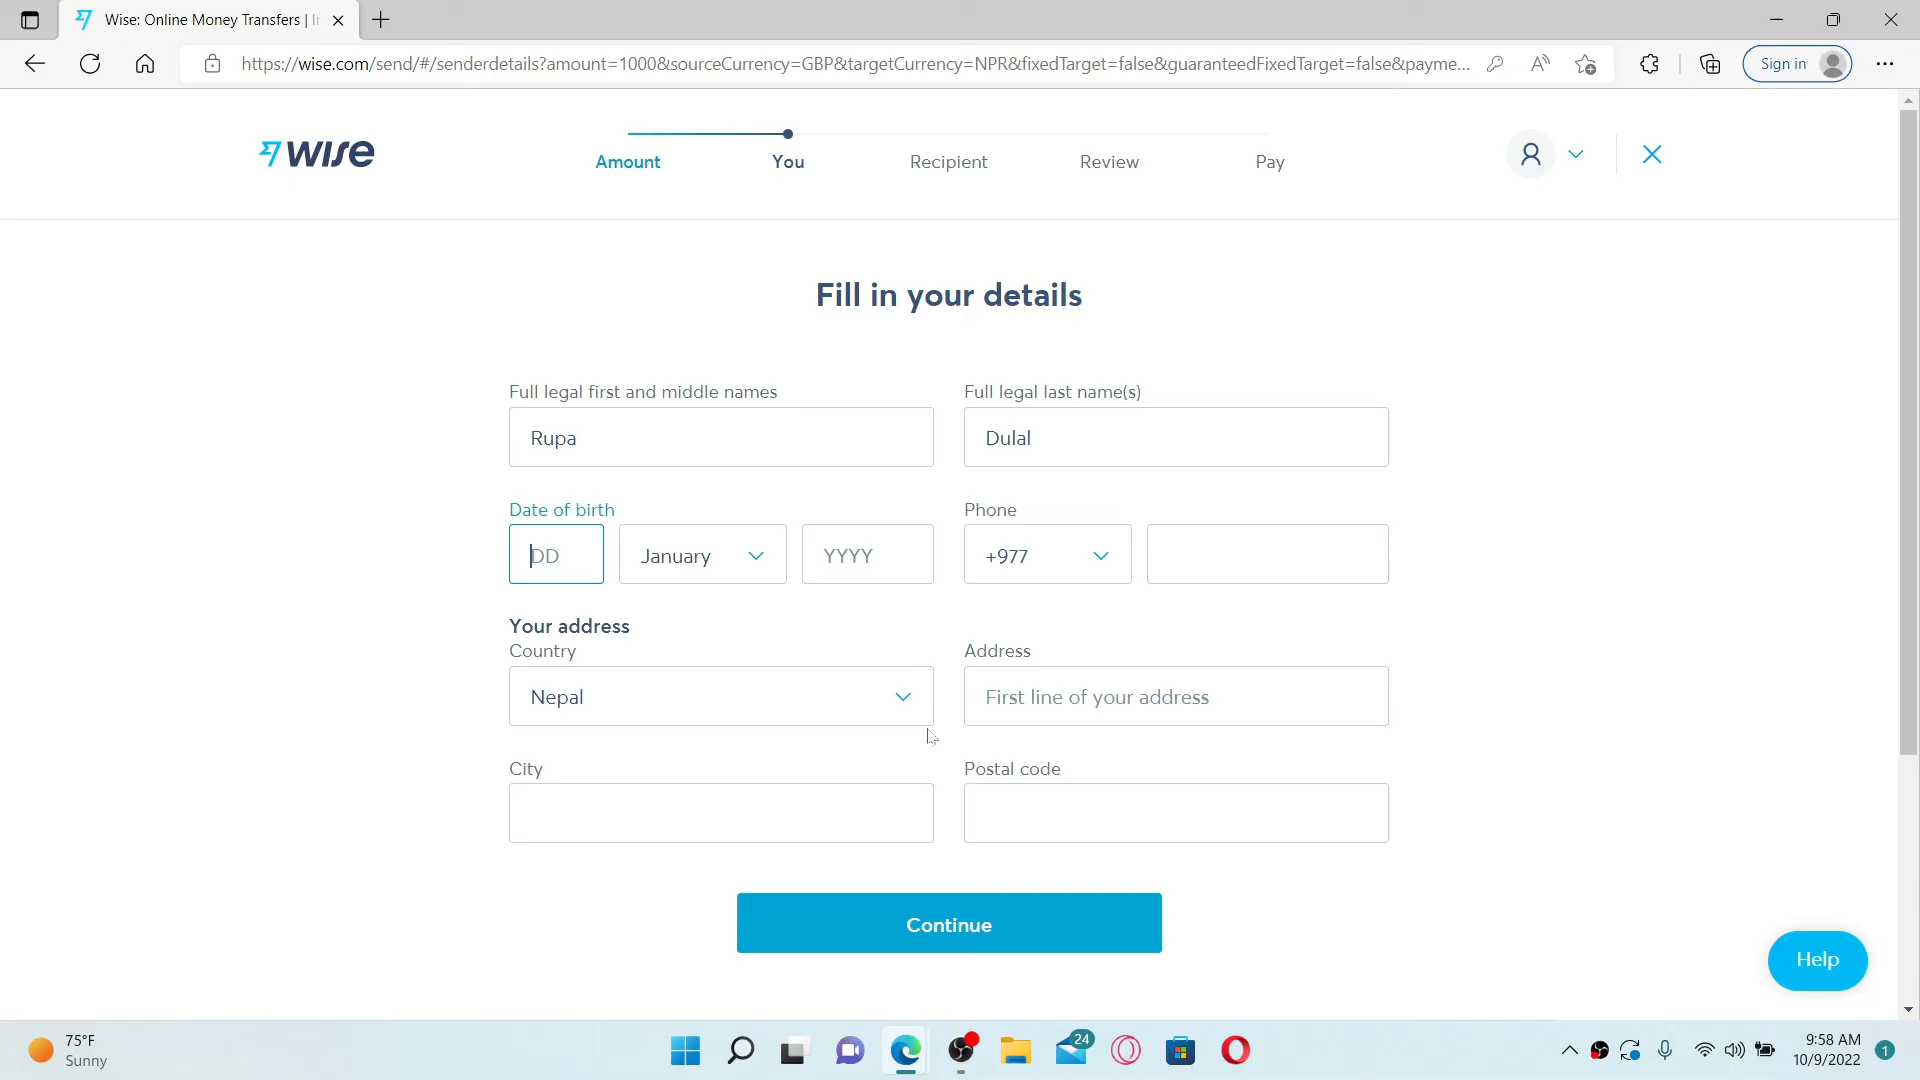 Wise: Online Money Transfers |
https://wise.com/send/#/senderdetails?amount=1000&sourceCurrency=GBP&targetCurrency=NPR&fixedTarget=false&guaranteedFixedTarget=false&payme...
Sign in
WISE
Amount
You
Recipient
Review
Pay
Fill in your details
Full legal first and middle names
Full legal last name(s)
Rupa
Dulal
Date of birth
Phone
DD
January
YYYY
+977
Your address
Country
Address
Nepal
First line of your address
City
Postal code
Continue
Help
75°F
Sunny
24
9:58 AM
10/9/2022
1